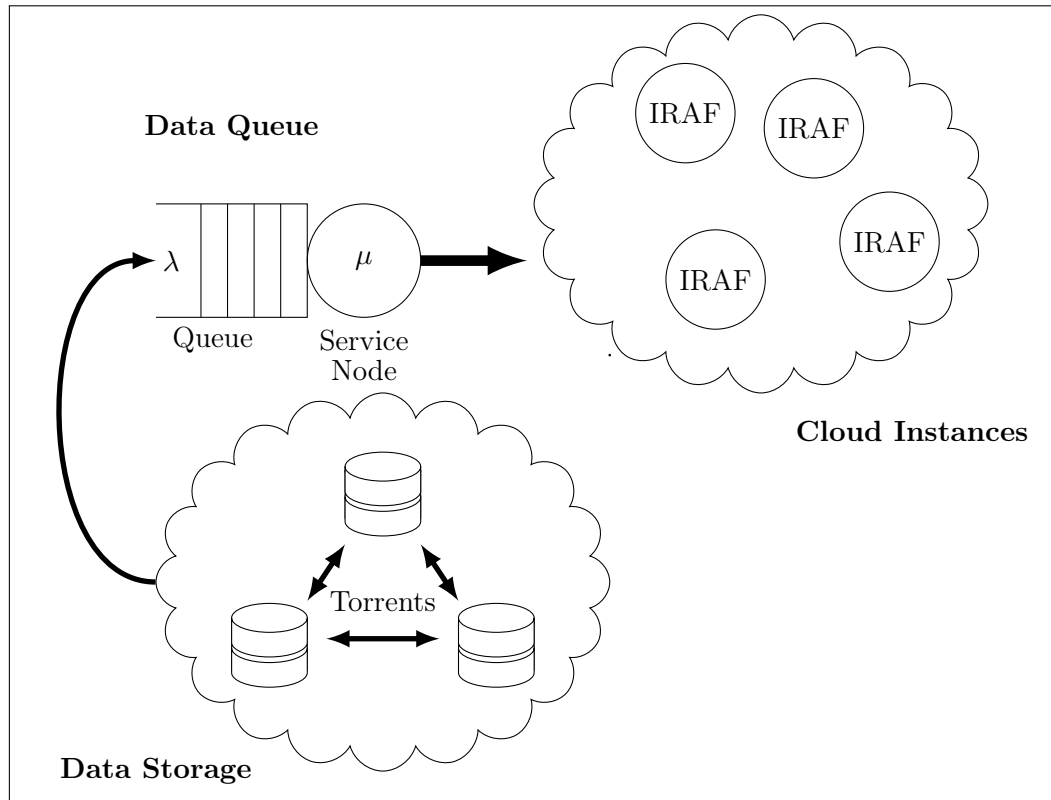 IRAF
IRAF
Data Queue
IRAF
λ
μ
IRAF
Queue
Service
Node
Cloud Instances
Torrents
Data Storage